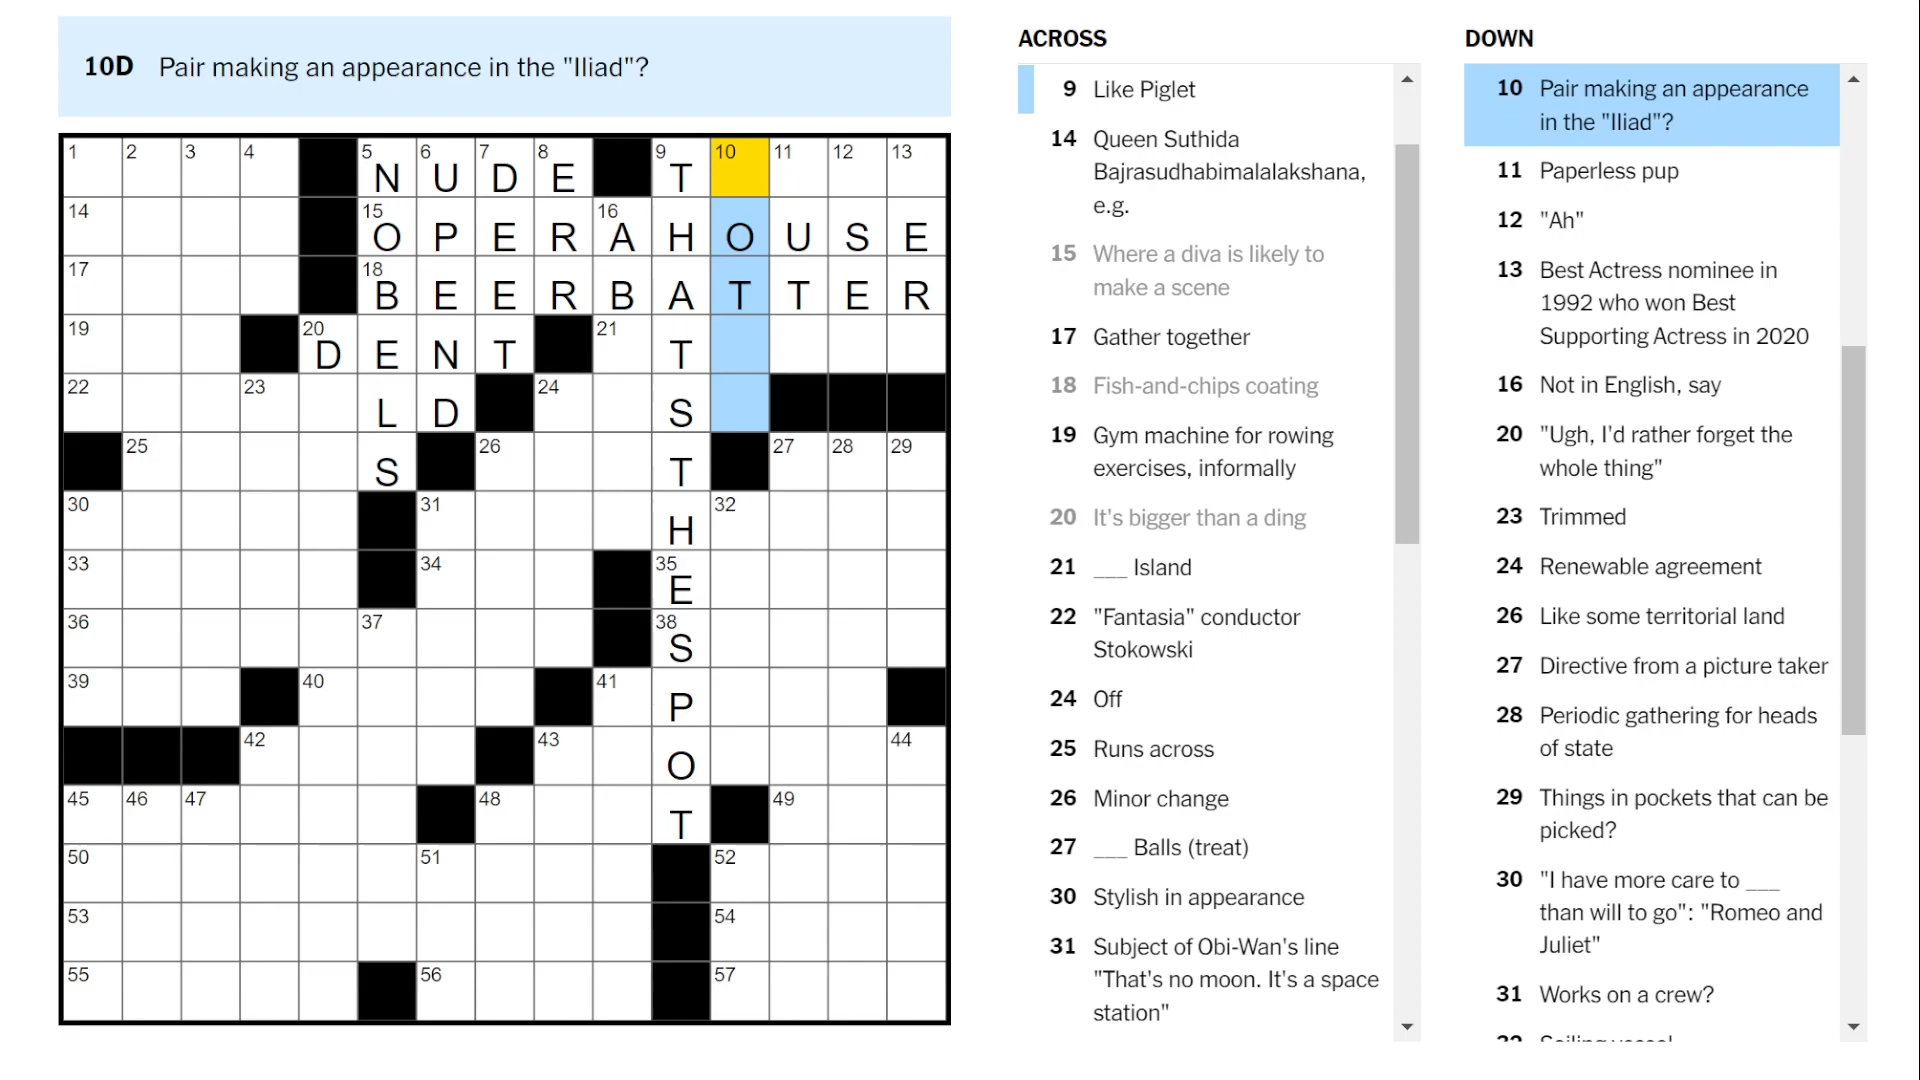 10D Pair making an appearance in the "Iliad"?
1 2 3 4 5 N 6 U 7 D 8 E 9 T 10 11 12 13
14 15 O P E R 16 A H O U S E
17 18 B E E R B A T T E R
19 20 D E N T 21 T
22 23 L D 24 S
25 S 26 T 27 28 29
30 31 H 32
33 34 35 E
36 37 38 S
39 40 41 P
42 43 O 44
45 46 47 48 T 49
50 51 52
53 54
55 56 57
ACROSS
9 Like Piglet
14 Queen Suthida
Bajrasudhabimalalakshana,
e.g.
15 Where a diva is likely to
make a scene
17 Gather together
18 Fish-and-chips coating
19 Gym machine for rowing
exercises, informally
20 It's bigger than a ding
21 ___ Island
22 "Fantasia" conductor
Stokowski
24 Off
25 Runs across
26 Minor change
27 ___ Balls (treat)
30 Stylish in appearance
31 Subject of Obi-Wan's line
"That's no moon. It's a space
station"
DOWN
10 Pair making an appearance
in the "Iliad"?
11 Paperless pup
12 "Ah"
13 Best Actress nominee in
1992 who won Best
Supporting Actress in 2020
16 Not in English, say
20 "Ugh, I'd rather forget the
whole thing"
23 Trimmed
24 Renewable agreement
26 Like some territorial land
27 Directive from a picture taker
28 Periodic gathering for heads
of state
29 Things in pockets that can be
picked?
30 "I have more care to ___
than will to go": "Romeo and
Juliet"
31 Works on a crew?
32 Sailing vessel